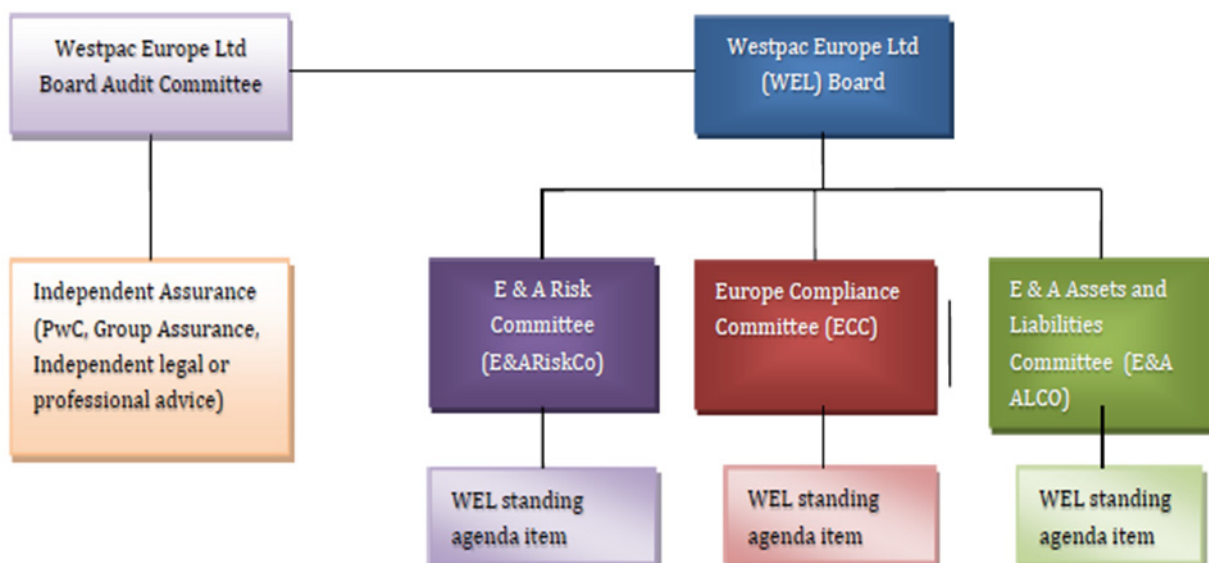 Westpac Europe Ltd
Board Audit Committee
Westpac Europe Ltd
(WEL) Board
Independent Assurance
(PwC, Group Assurance,
Independent legal or
professional advice)
E & A Risk
Committee
(E&ARiskCo)
Europe Compliance
Committee (ECC)
E & A Assets and
Liabilities
Committee (E&A
ALCO)
WEL standing
agenda item
WEL standing
agenda item
WEL standing
agenda item